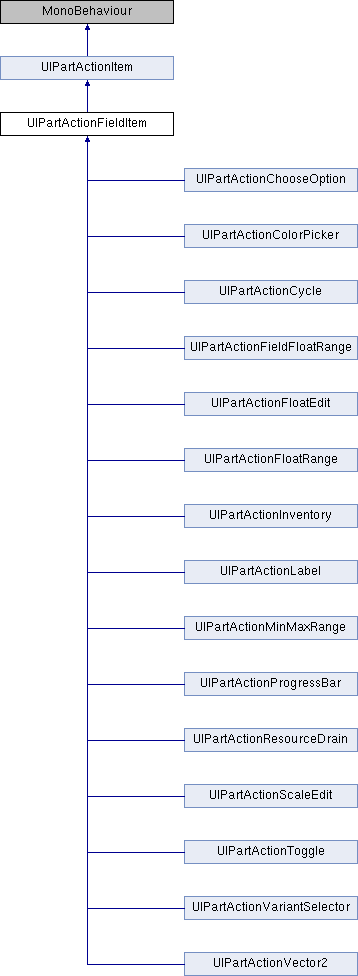 MonoBehaviour
UIPartActionItem
UIPartActionFieldItem
UIPartActionChooseOption
UIPartActionColorPicker
UIPartActionCycle
UIPartActionFieldFloatRange
UIPartActionFloatEdit
UIPartActionFloatRange
UIPartActionInventory
UIPartActionLabel
UIPartActionMinMaxRange
UIPartActionProgressBar
UIPartActionResourceDrain
UIPartActionScaleEdit
UIPartActionToggle
UIPartActionVariantSelector
UIPartActionVector2